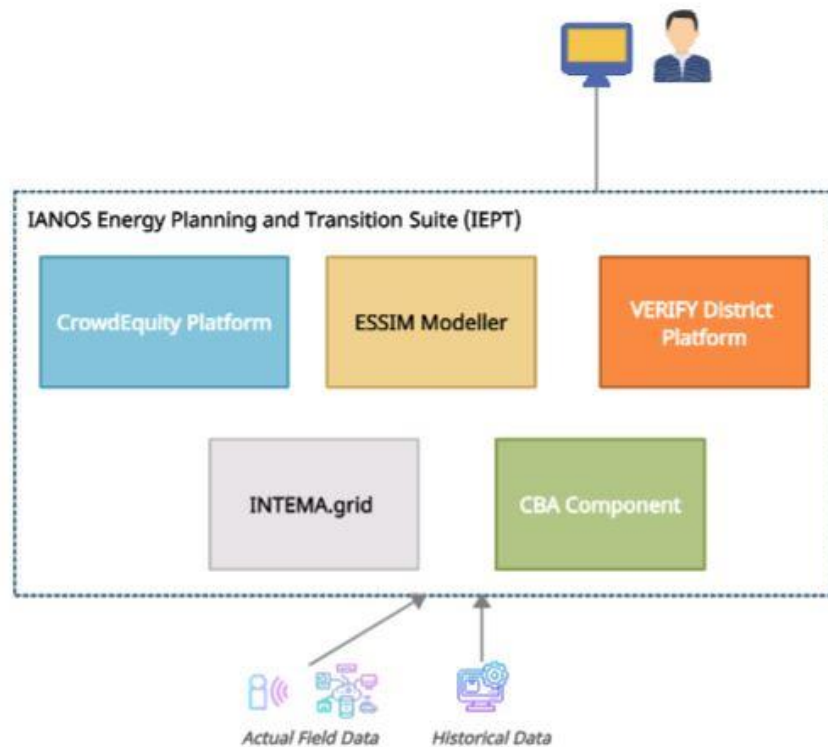 IANOS Energy Planning and Transition Suite (IEPT)
CrowdEquity Platform
ESSIM Modeller
VERIFY District
Platform
INTEMA.grid
CBA Component
Actual Field Data
Historical Data